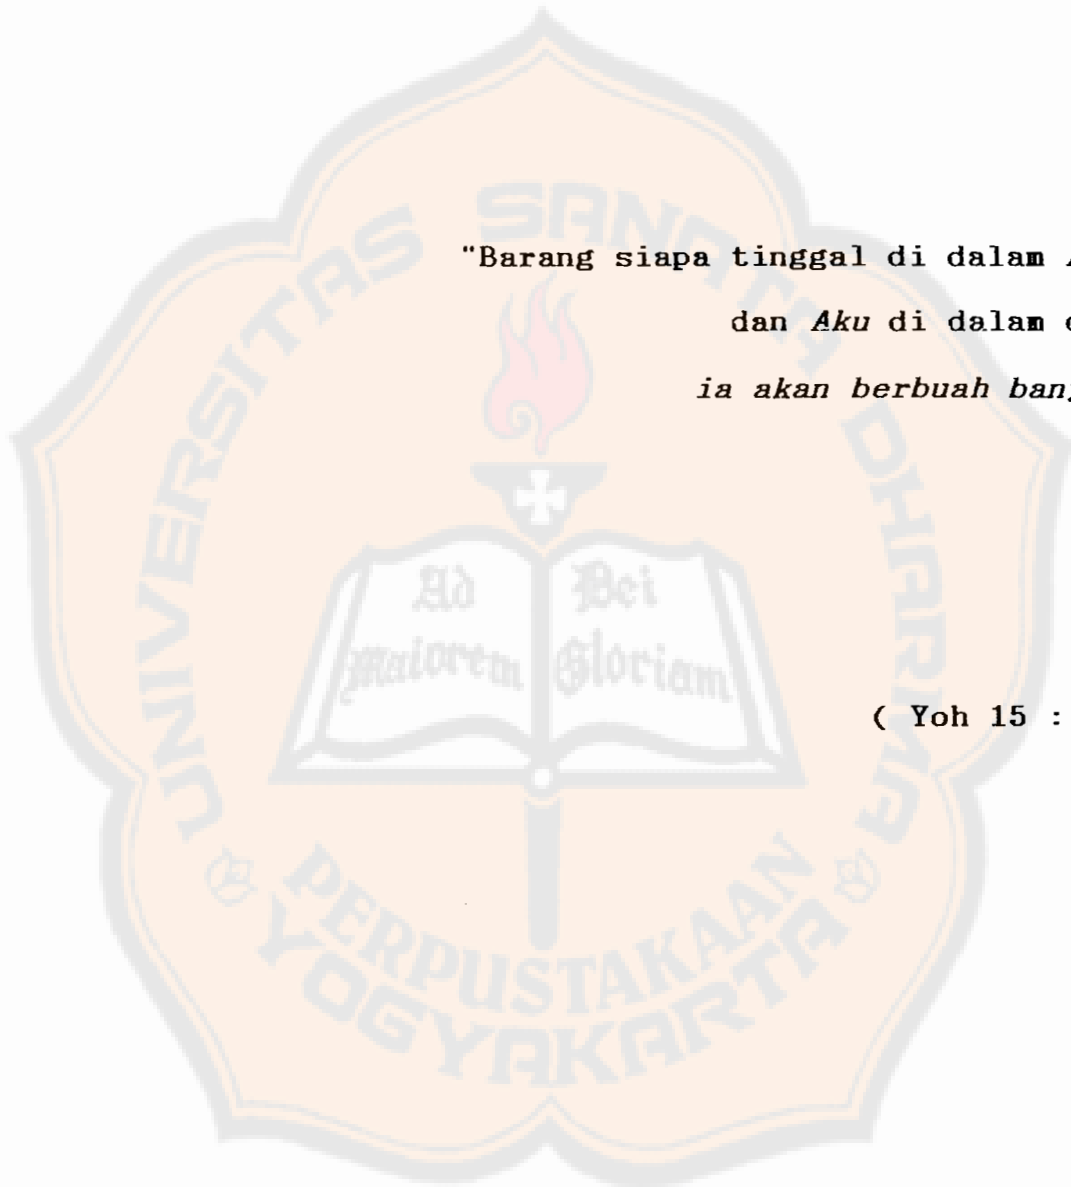 UNIVERSITAS SANATA DHARMA
"Barang siapa tinggal di dalam
dan Aku di dalam
ia akan berbuah
Ad Dei
maiorem Gloriam
( Yoh 15 :
PERPUSTAKAAN
YOGYAKARTA